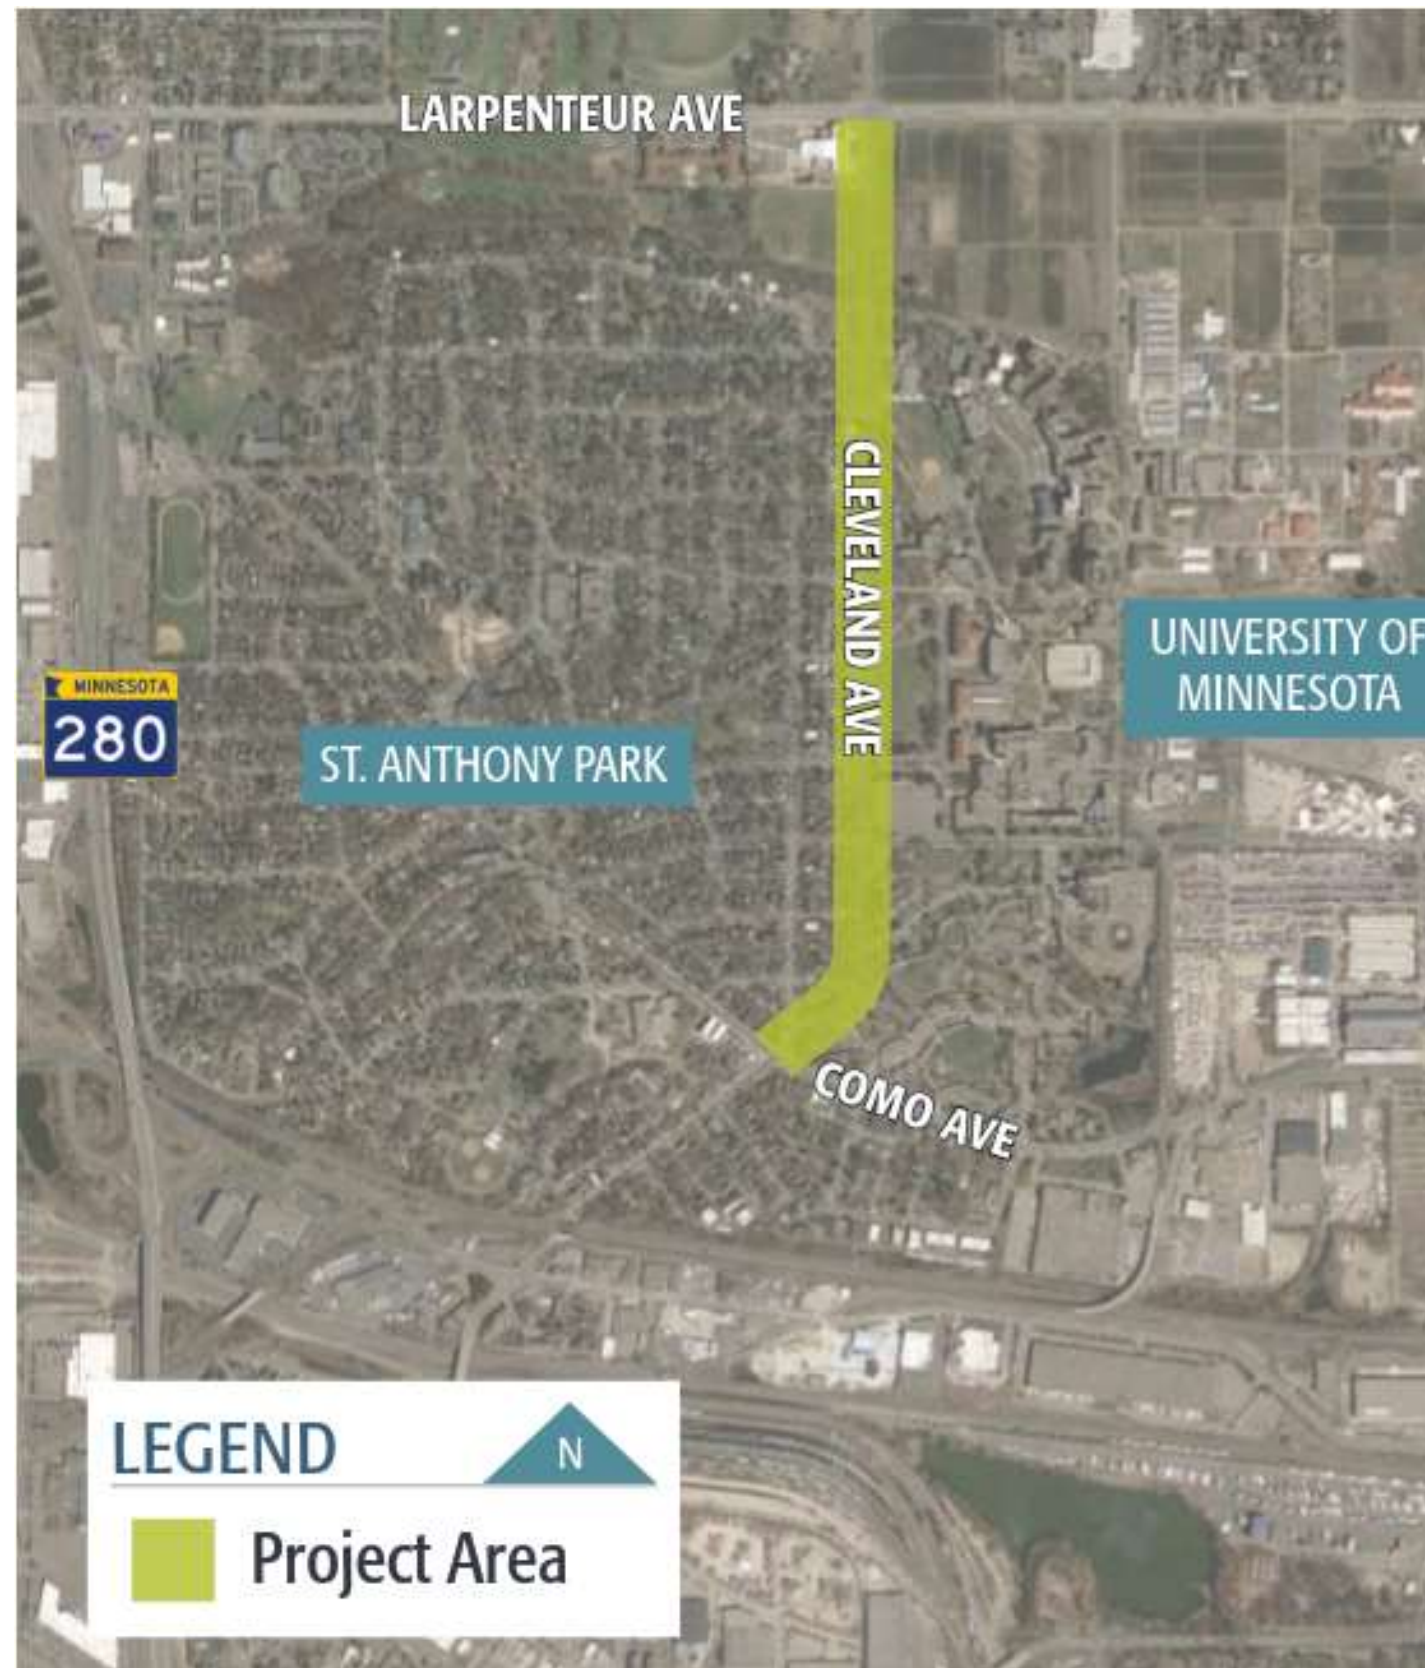 LARPENTEUR AVE
CLEVELAND AVE
UNIVERSITY OF
MINNESOTA
MINNESOTA
280
ST. ANTHONY PARK
COMO AVE
LEGEND
N
Project Area